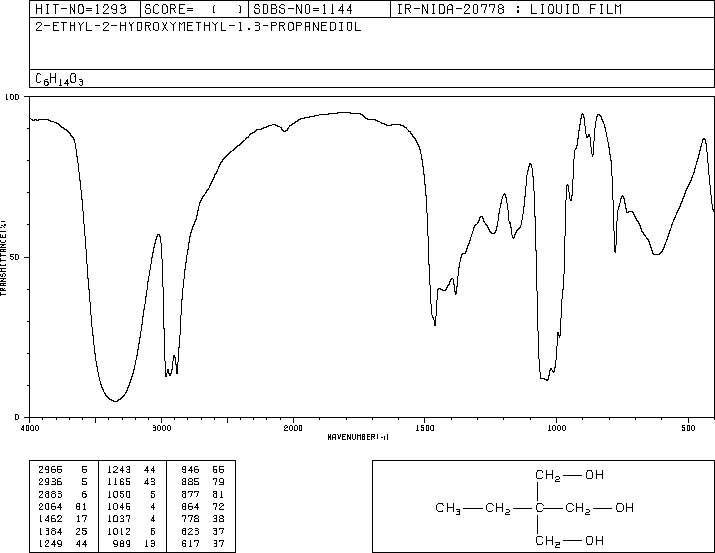 HIT-NO=1293 SCORE= ( ) SDBS-NO=1144 IR-NIDA-20778 : LIQUID FILM
2-ETHYL-2-HYDROXYMETHYL-1,3-PROPANEDIOL
C6H14O3
100
TRANSMITTANCE(%)
50
0
4000 3000 2000 1500 1000 500
WAVENUMBER(-1)
2966 6 1243 44 946 66
2936 5 1165 43 885 79
2883 6 1050 5 877 81
2064 81 1046 4 864 72
1462 17 1037 4 778 38
1384 25 1012 6 623 37
1249 44 989 19 617 37
CH2 OH
CH3 CH2 C CH2 OH
CH2 OH